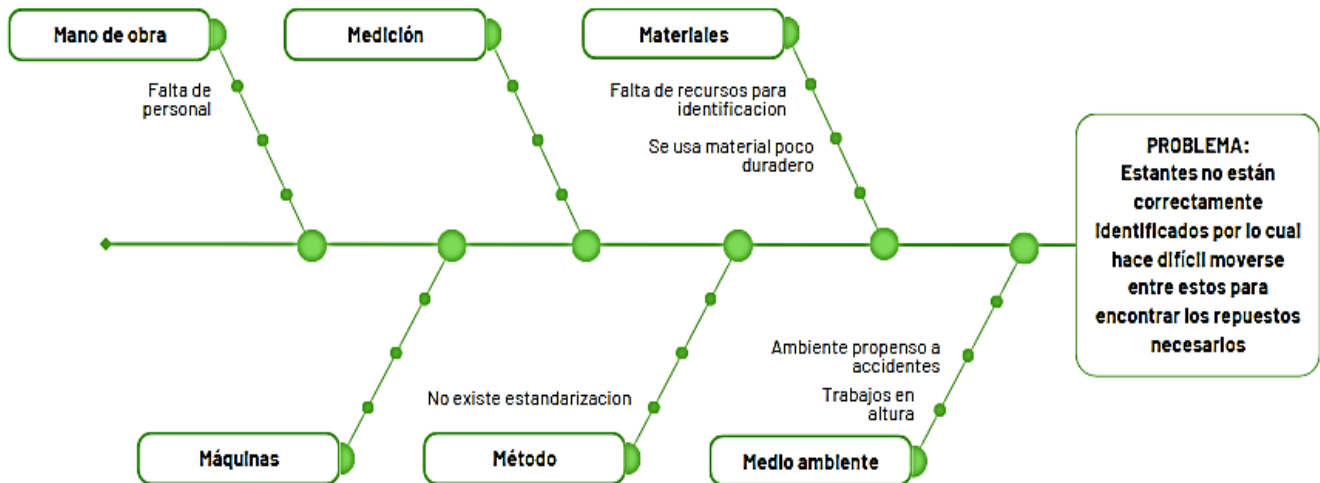 Mano de obra
Medición
Materiales
Falta de
personal
Falta de recursos para
identificacion
Se usa material poco
duradero
PROBLEMA:
Estantes no están
correctamente
identificados por lo cual
hace difícil moverse
entre estos para
encontrar los repuestos
necesarios
Ambiente propenso a
accidentes
No existe estandarizacion
Trabajos en
altura
Máquinas
Método
Medio ambiente